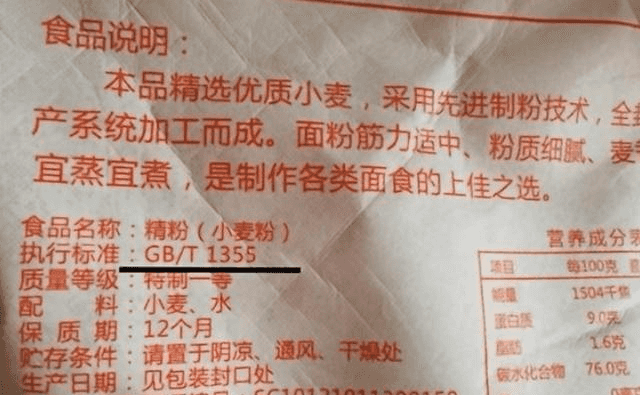 食品说明：
本品精选优质小麦，采用先进制粉技术，全
产系统加工而成。面粉筋力适中、粉质细腻、麦
宜蒸宜煮，是制作各类面食的上佳之选。
食品名称：精粉（小麦粉）
执行标准：GB/T 1355
质量等级：特制一等
配 料：小麦、水
保 质 期：12个月
贮存条件：请置于阴凉、通风、干燥处
生产日期：见包装封口处
营养成分表
项目 每100克
能量 1504千焦
蛋白质 9.0克
脂肪 1.6克
碳水化合物 76.0克